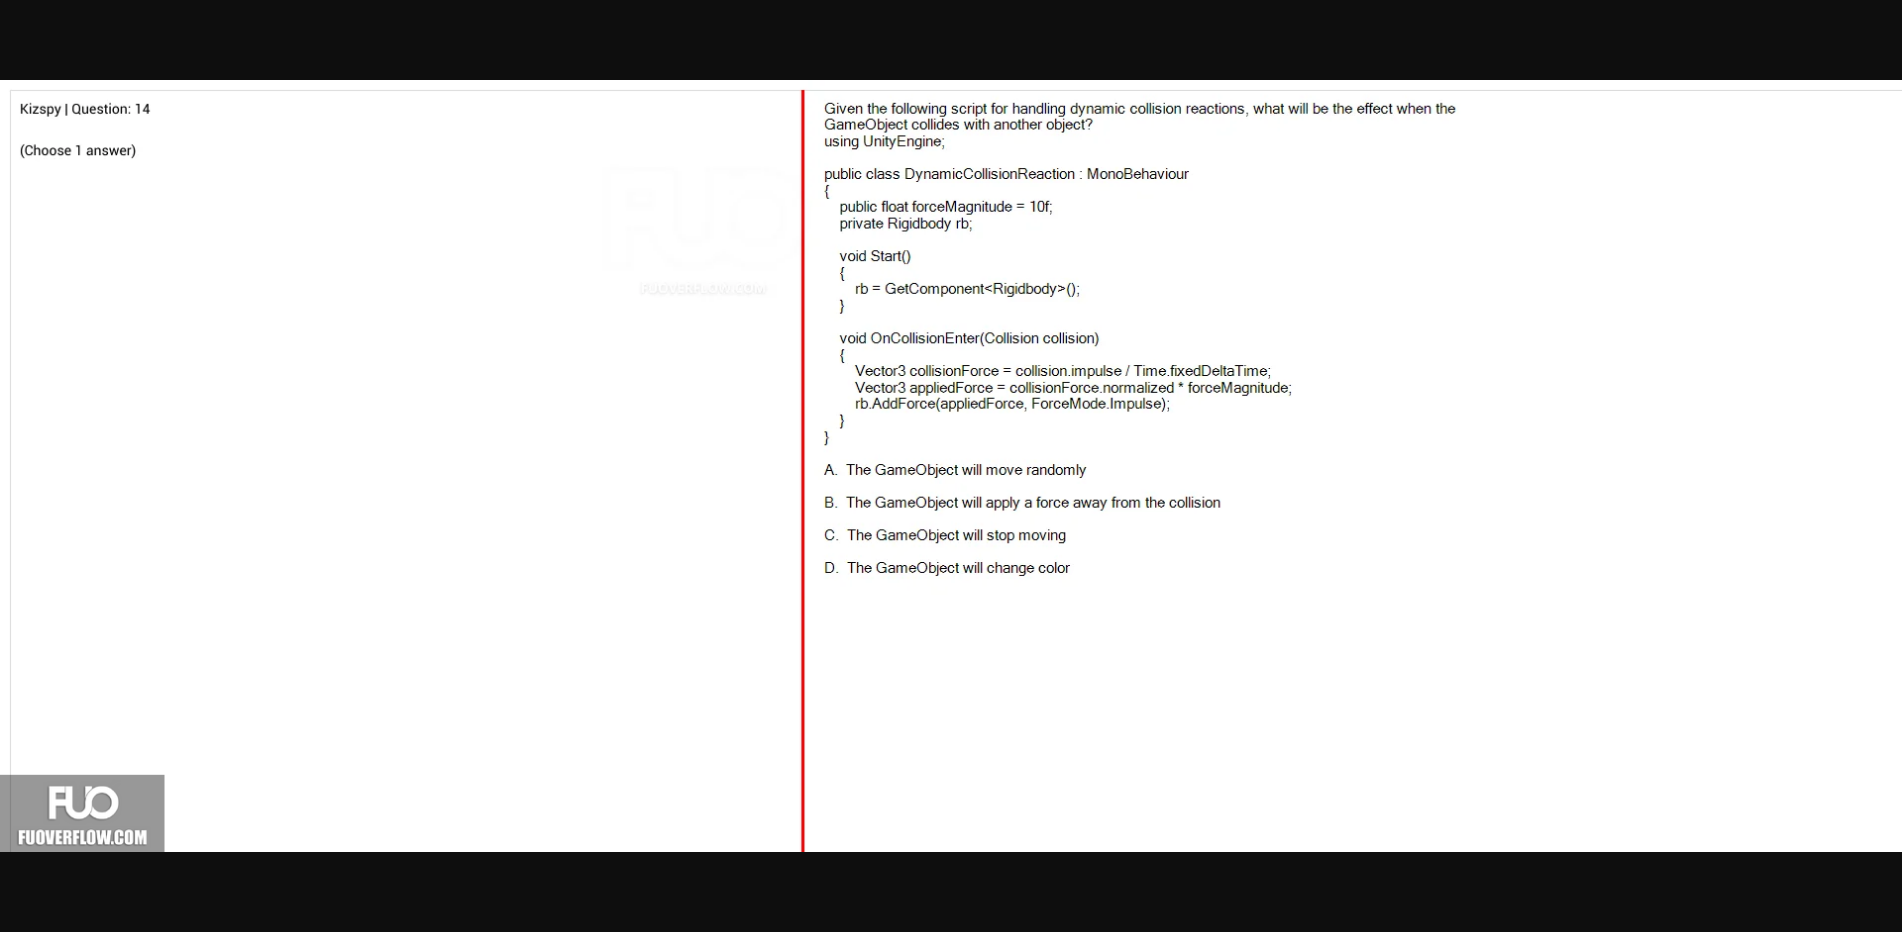 Kizspy | Question: 14
(Choose 1 answer)
FUO
FUOVERFLOW.COM
Given the following script for handling dynamic collision reactions, what will be the effect when the
GameObject collides with another object?
using UnityEngine;
public class DynamicCollisionReaction : MonoBehaviour
{
public float forceMagnitude = 10f;
private Rigidbody rb;
void Start()
{
rb = GetComponent<Rigidbody>();
}
void OnCollisionEnter(Collision collision)
{
Vector3 collisionForce = collision.impulse / Time.fixedDeltaTime;
Vector3 appliedForce = collisionForce.normalized * forceMagnitude;
rb.AddForce(appliedForce, ForceMode.Impulse);
}
}
A. The GameObject will move randomly
B. The GameObject will apply a force away from the collision
C. The GameObject will stop moving
D. The GameObject will change color
FUO
FUOVERFLOW.COM